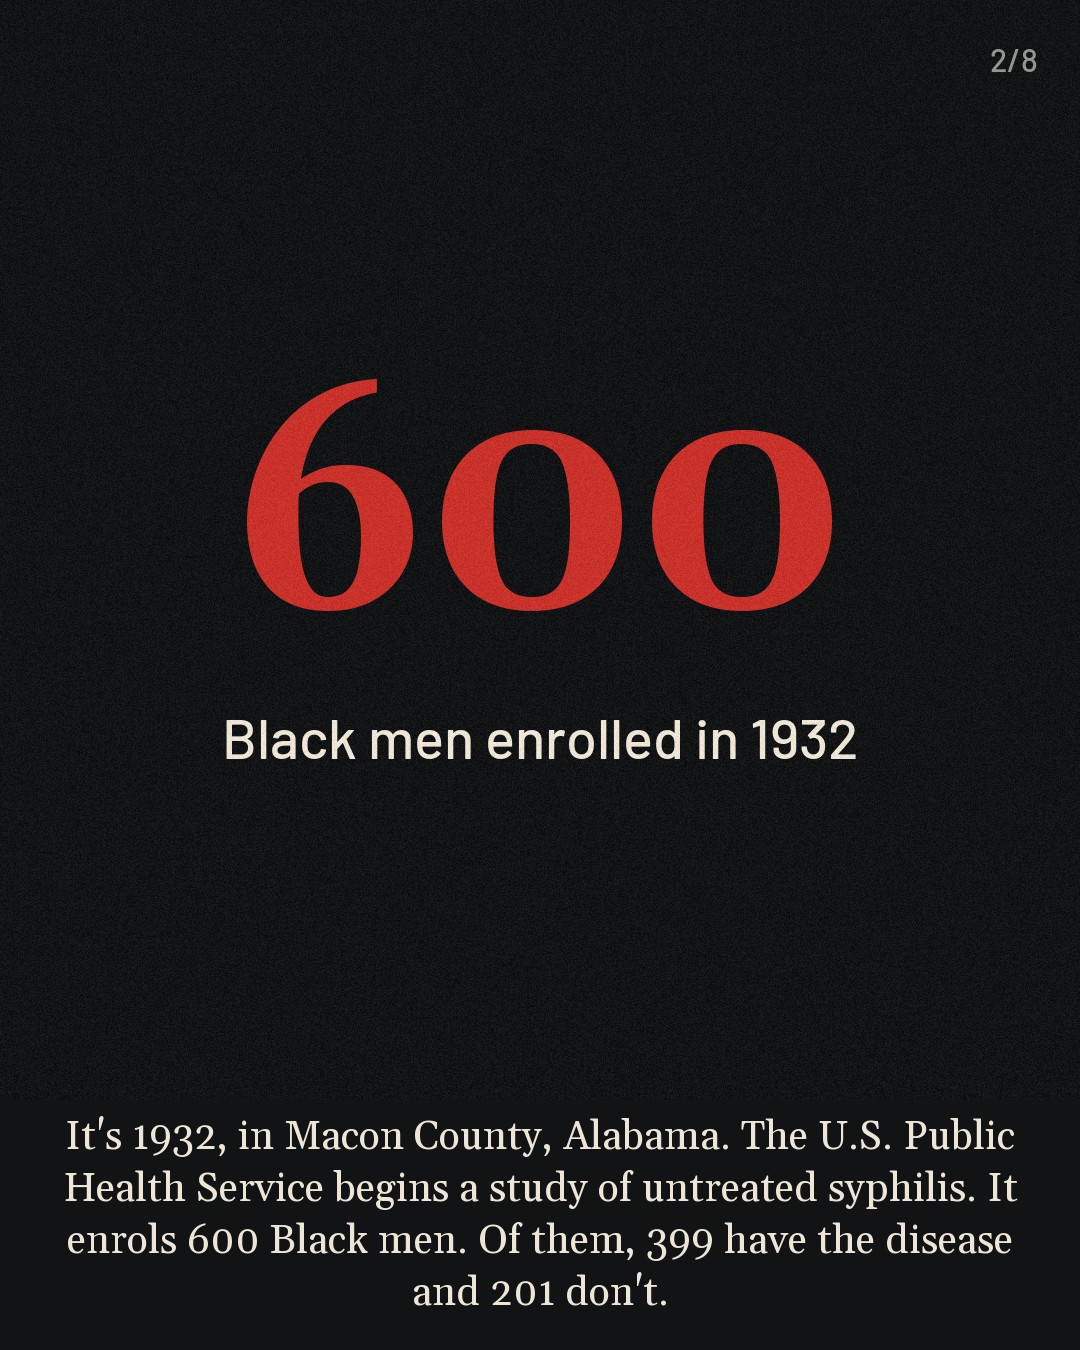 2/8
600
Black men enrolled in 1932
It's 1932, in Macon County, Alabama. The U.S. Public
Health Service begins a study of untreated syphilis. It
enrols 600 Black men. Of them, 399 have the disease
and 201 don't.